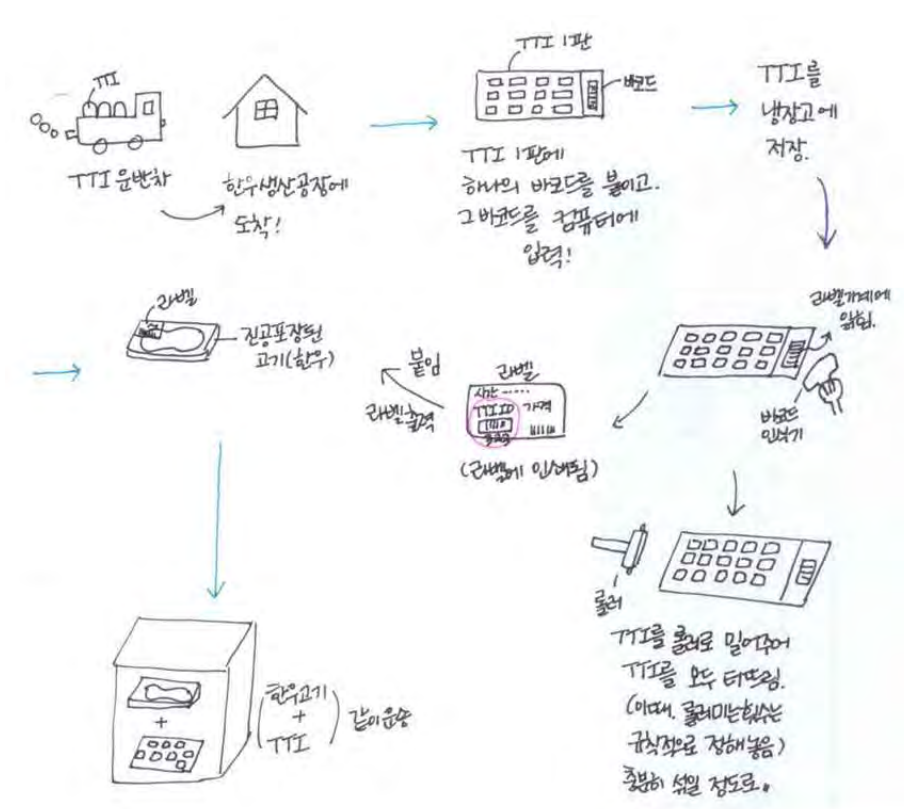 TTI
TTI 운반차
한우생산공장에
도착!
TTI 1판
바코드
TTI 1판에
하나의 바코드를 붙이고.
그 바코드를 컴퓨터에
입력!
TTI를
냉장고에
저장.
라벨기계에
읽힘.
바코드
인식기
라벨
시간 ······
TTI ID 가격
(라벨에 인쇄됨)
라벨출력
붙임
롤러
TTI를 롤러로 밀어주어
TTI를 모두 터뜨림.
(이때. 롤러미는횟수는
규칙적으로 정해놓음)
충분히 섞일 정도로.
라벨
진공포장된
고기(한우)
한우고기
+
TTI
같이운송
+